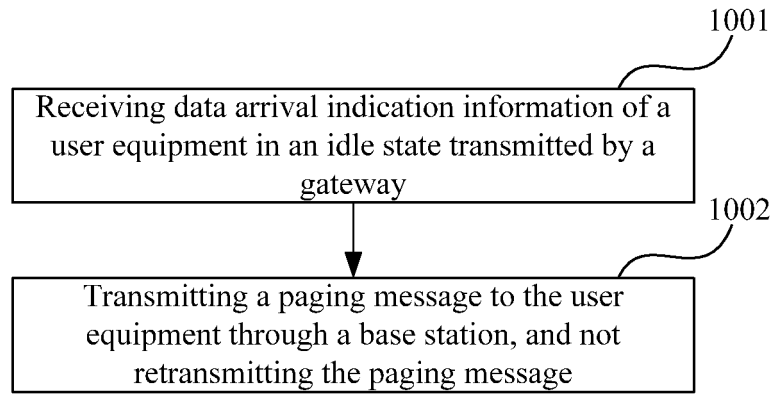 1001
Receiving data arrival indication information of a
user equipment in an idle state transmitted by a
gateway
1002
Transmitting a paging message to the user
equipment through a base station, and not
retransmitting the paging message